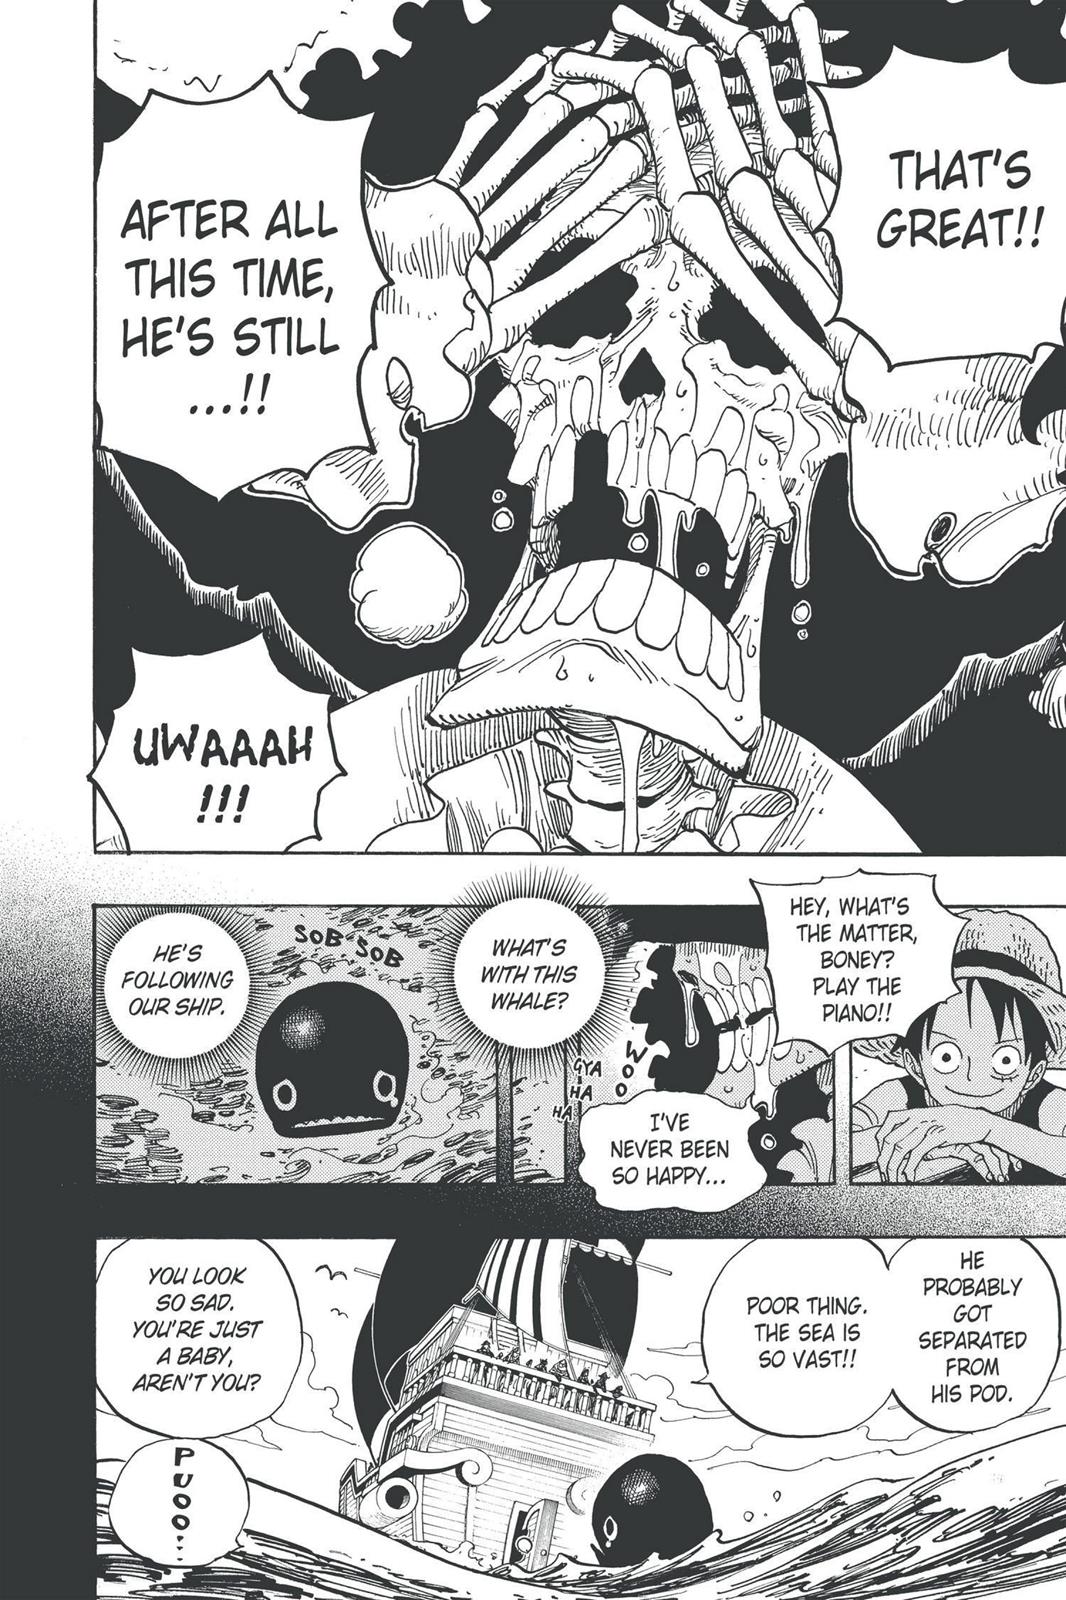 THAT'S
GREAT!!
AFTER ALL
THIS TIME,
HE'S STILL
...!!
UWAAAH
!!!
HEY, WHAT'S
THE MATTER,
BONEY?
PLAY THE
PIANO!!
WOO
I'VE
NEVER BEEN
SO HAPPY...
GYA
HA
HA
WHAT'S
WITH THIS
WHALE?
SOB SOB
HE'S
FOLLOWING
OUR SHIP.
HE
PROBABLY
GOT
SEPARATED
FROM
HIS POD.
POOR THING.
THE SEA IS
SO VAST!!
YOU LOOK
SO SAD.
YOU'RE JUST
A BABY,
AREN'T YOU?
PUOO...